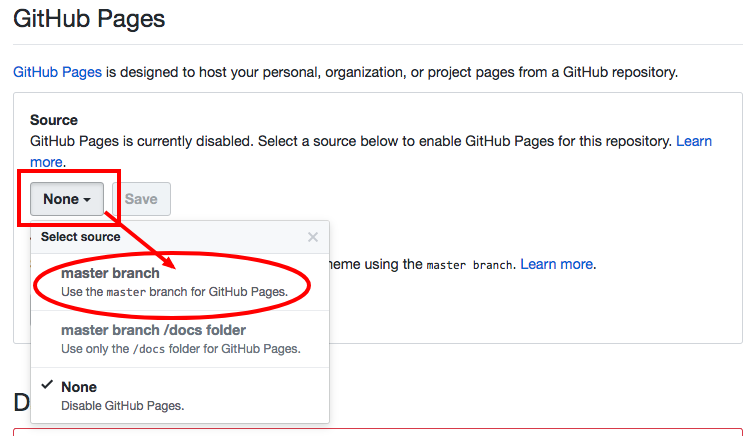 GitHub Pages
GitHub Pages is designed to host your personal, organization, or project pages from a GitHub repository.
Source
GitHub Pages is currently disabled. Select a source below to enable GitHub Pages for this repository. Learn
more.
None
Save
Select source
master branch
Use the master branch for GitHub Pages.
eme using the master branch. Learn more.
master branch /docs folder
Use only the /docs folder for GitHub Pages.
None
Disable GitHub Pages.
D